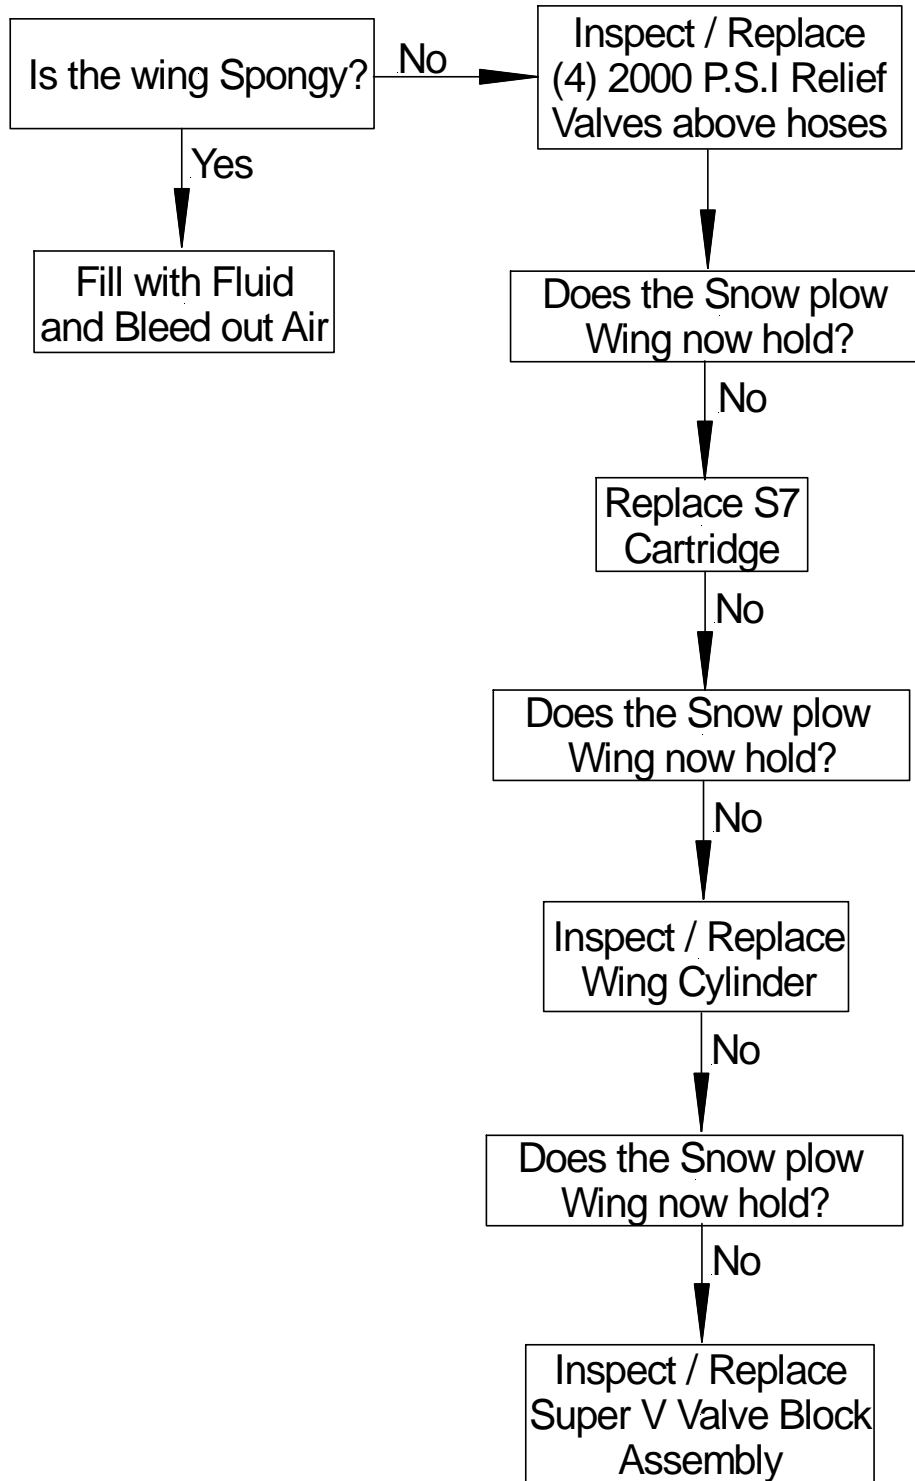 Is the wing Spongy?
No
Inspect / Replace
(4) 2000 P.S.I Relief
Valves above hoses
Yes
Fill with Fluid
and Bleed out Air
Does the Snow plow
Wing now hold?
No
Replace S7
Cartridge
No
Does the Snow plow
Wing now hold?
No
Inspect / Replace
Wing Cylinder
No
Does the Snow plow
Wing now hold?
No
Inspect / Replace
Super V Valve Block
Assembly